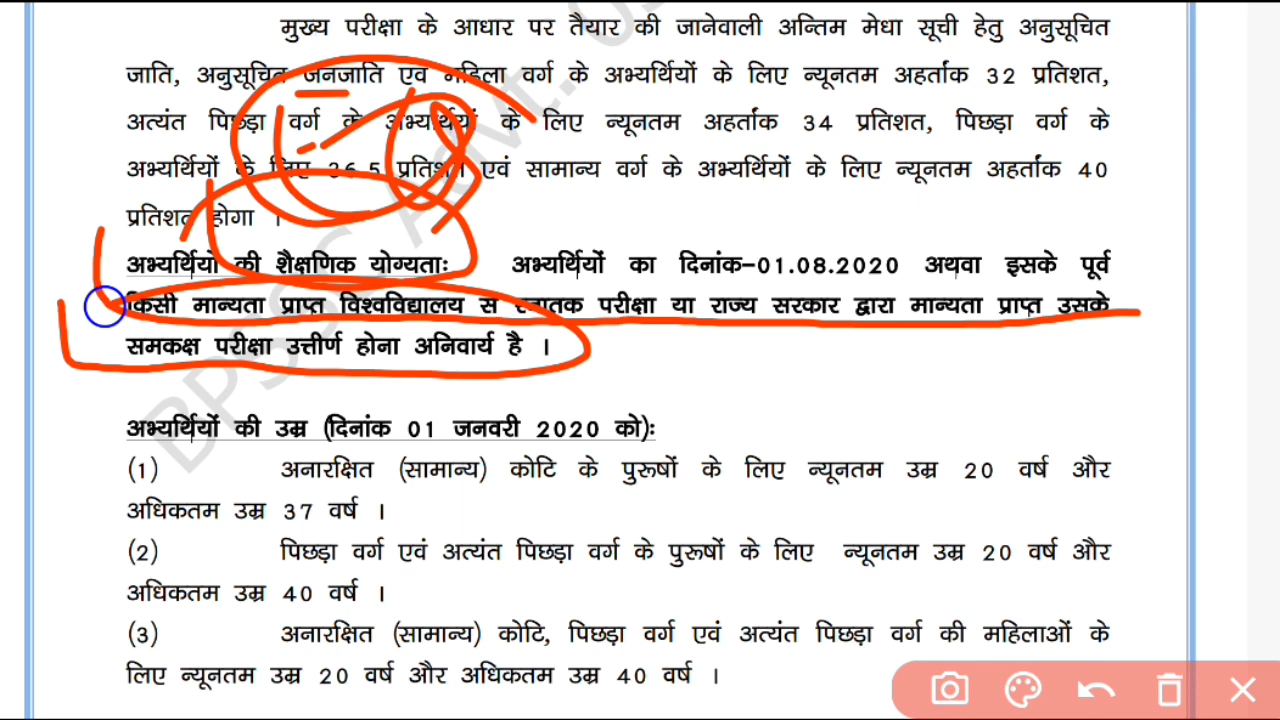 मुख्य परीक्षा के आधार पर तैयार की जानेवाली अन्तिम मेधा सूची हेतु अनुसूचित
जाति, अनुसूचित जनजाति एवं महिला वर्ग के अभ्यर्थियों के लिए न्यूनतम अहर्तांक 32 प्रतिशत,
अत्यंत पिछड़ा वर्ग के अभ्यर्थियों के लिए न्यूनतम अहर्तांक 34 प्रतिशत, पिछड़ा वर्ग के
अभ्यर्थियों के लिए 36.5 प्रतिशत एवं सामान्य वर्ग के अभ्यर्थियों के लिए न्यूनतम अहर्तांक 40
प्रतिशत होगा ।
अभ्यर्थियों की शैक्षणिक योग्यताः अभ्यर्थियों का दिनांक-01.08.2020 अथवा इसके पूर्व
किसी मान्यता प्राप्त विश्वविद्यालय से स्नातक परीक्षा या राज्य सरकार द्वारा मान्यता प्राप्त उसके
समकक्ष परीक्षा उत्तीर्ण होना अनिवार्य है ।
अभ्यर्थियों की उम्र (दिनांक 01 जनवरी 2020 को)ः
(1) अनारक्षित (सामान्य) कोटि के पुरूषों के लिए न्यूनतम उम्र 20 वर्ष और
अधिकतम उम्र 37 वर्ष ।
(2) पिछड़ा वर्ग एवं अत्यंत पिछड़ा वर्ग के पुरूषों के लिए न्यूनतम उम्र 20 वर्ष और
अधिकतम उम्र 40 वर्ष ।
(3) अनारक्षित (सामान्य) कोटि, पिछड़ा वर्ग एवं अत्यंत पिछड़ा वर्ग की महिलाओं के
लिए न्यूनतम उम्र 20 वर्ष और अधिकतम उम्र 40 वर्ष ।